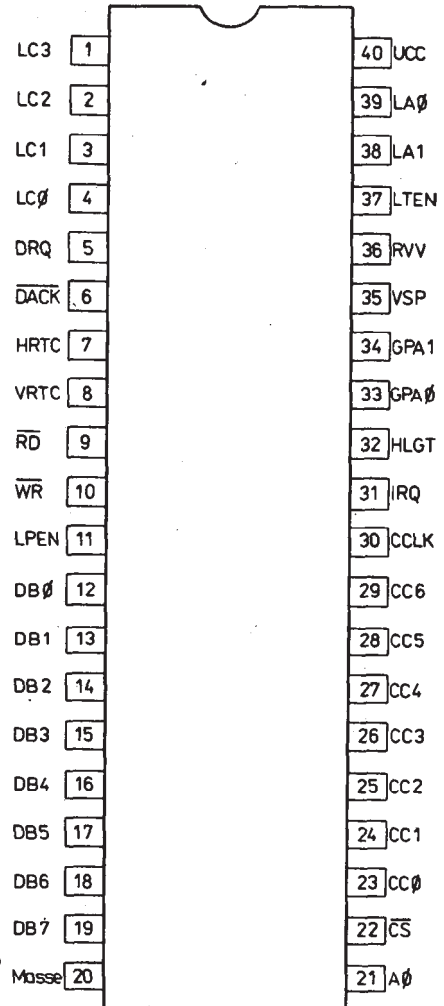 LC3 1 40 UCC
LC2 2 39 LAØ
LC1 3 38 LA1
LCØ 4 37 LTEN
DRQ 5 36 RVV
D̅A̅C̅K̅ 6 35 VSP
HRTC 7 34 GPA1
VRTC 8 33 GPAØ
R̅D̅ 9 32 HLGT
W̅R̅ 10 31 IRQ
LPEN 11 30 CCLK
DBØ 12 29 CC6
DB1 13 28 CC5
DB2 14 27 CC4
DB3 15 26 CC3
DB4 16 25 CC2
DB5 17 24 CC1
DB6 18 23 CCØ
DB7 19 22 C̅S̅
Masse 20 21 AØ